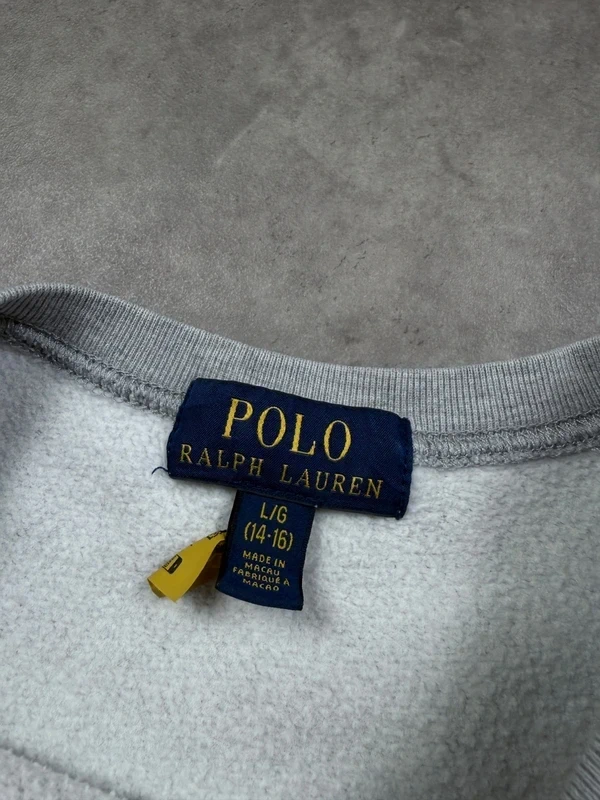 POLO
RALPH LAUREN
L/G
(14-16)
MADE IN
MACAU
FABRIQUÉ À
MACAO